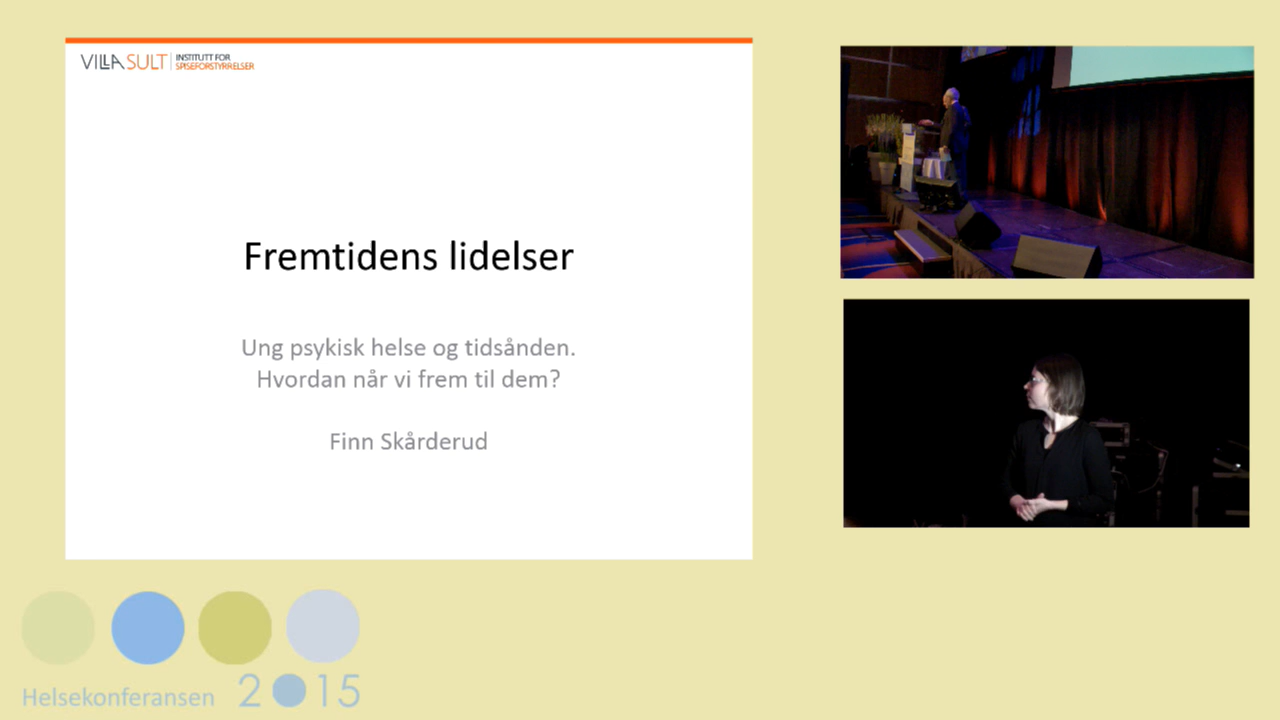 VILLA SULT INSTITUTT FOR
SPISEFORSTYRRELSER
Fremtidens lidelser
Ung psykisk helse og tidsånden.
Hvordan når vi frem til dem?
Finn Skårderud
Helsekonferansen 2015